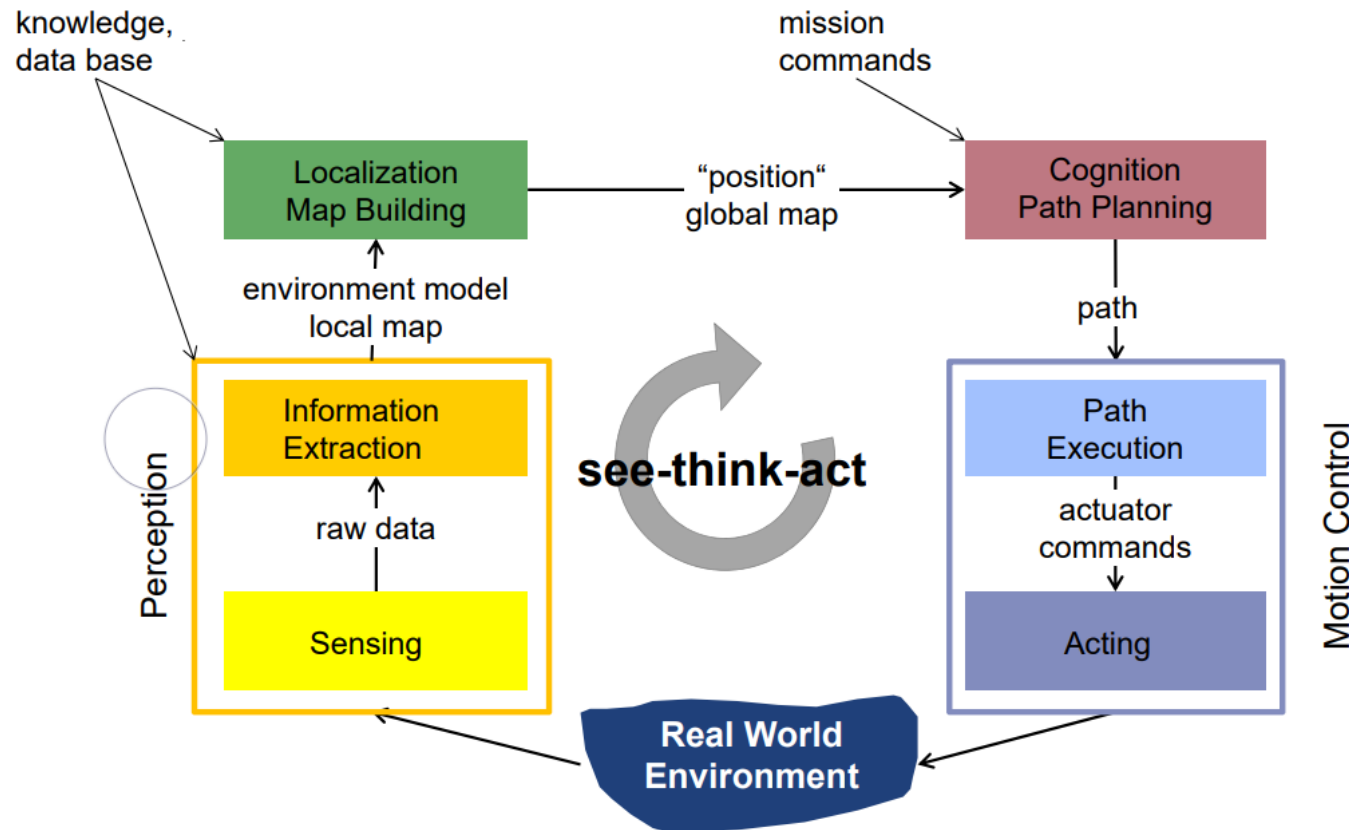 knowledge,
data base
mission
commands
Localization
Map Building
“position“
global map
Cognition
Path Planning
environment model
local map
path
Information
Extraction
see-think-act
Path
Execution
Perception
raw data
actuator
commands
Motion Control
Sensing
Acting
Real World
Environment